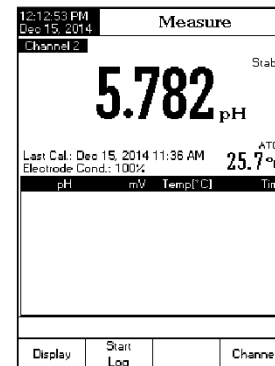 12:12:53 PM
Dec 15, 2014
Measure
Channel 2
Stab
5.782 pH
ATC
Last Cal.: Dec 15, 2014 11:36 AM
Electrode Cond.: 100%
25.7°
pH mV Temp[°C] Tim
Display Start Log Channel